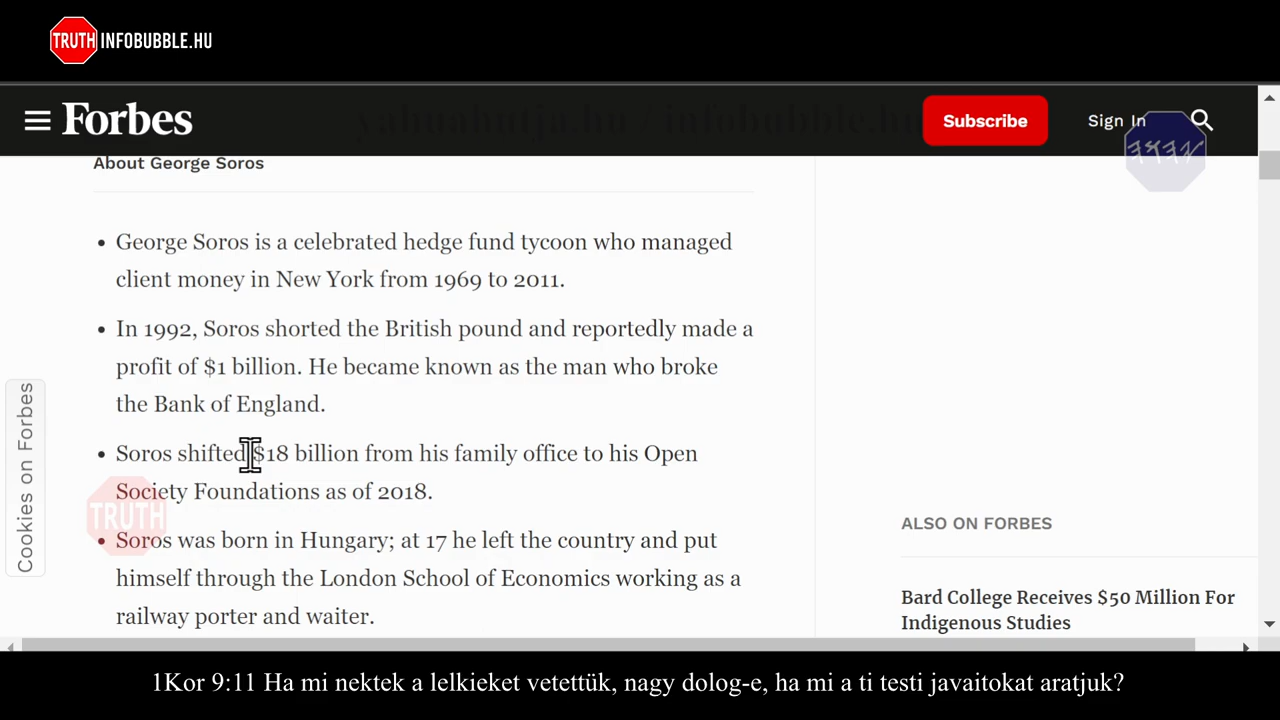 TRUTH INFOBUBBLE.HU
yahuahutja.hu / infobubble.hu
Forbes
Subscribe
Sign In
𐤉𐤄𐤅𐤄
About George Soros
• George Soros is a celebrated hedge fund tycoon who managed
client money in New York from 1969 to 2011.
• In 1992, Soros shorted the British pound and reportedly made a
profit of $1 billion. He became known as the man who broke
the Bank of England.
• Soros shifted $18 billion from his family office to his Open
Society Foundations as of 2018.
TRUTH
• Soros was born in Hungary; at 17 he left the country and put
himself through the London School of Economics working as a
railway porter and waiter.
Cookies on Forbes
ALSO ON FORBES
Bard College Receives $50 Million For
Indigenous Studies
1Kor 9:11 Ha mi nektek a lelkieket vetettük, nagy dolog-e, ha mi a ti testi javaitokat aratjuk?